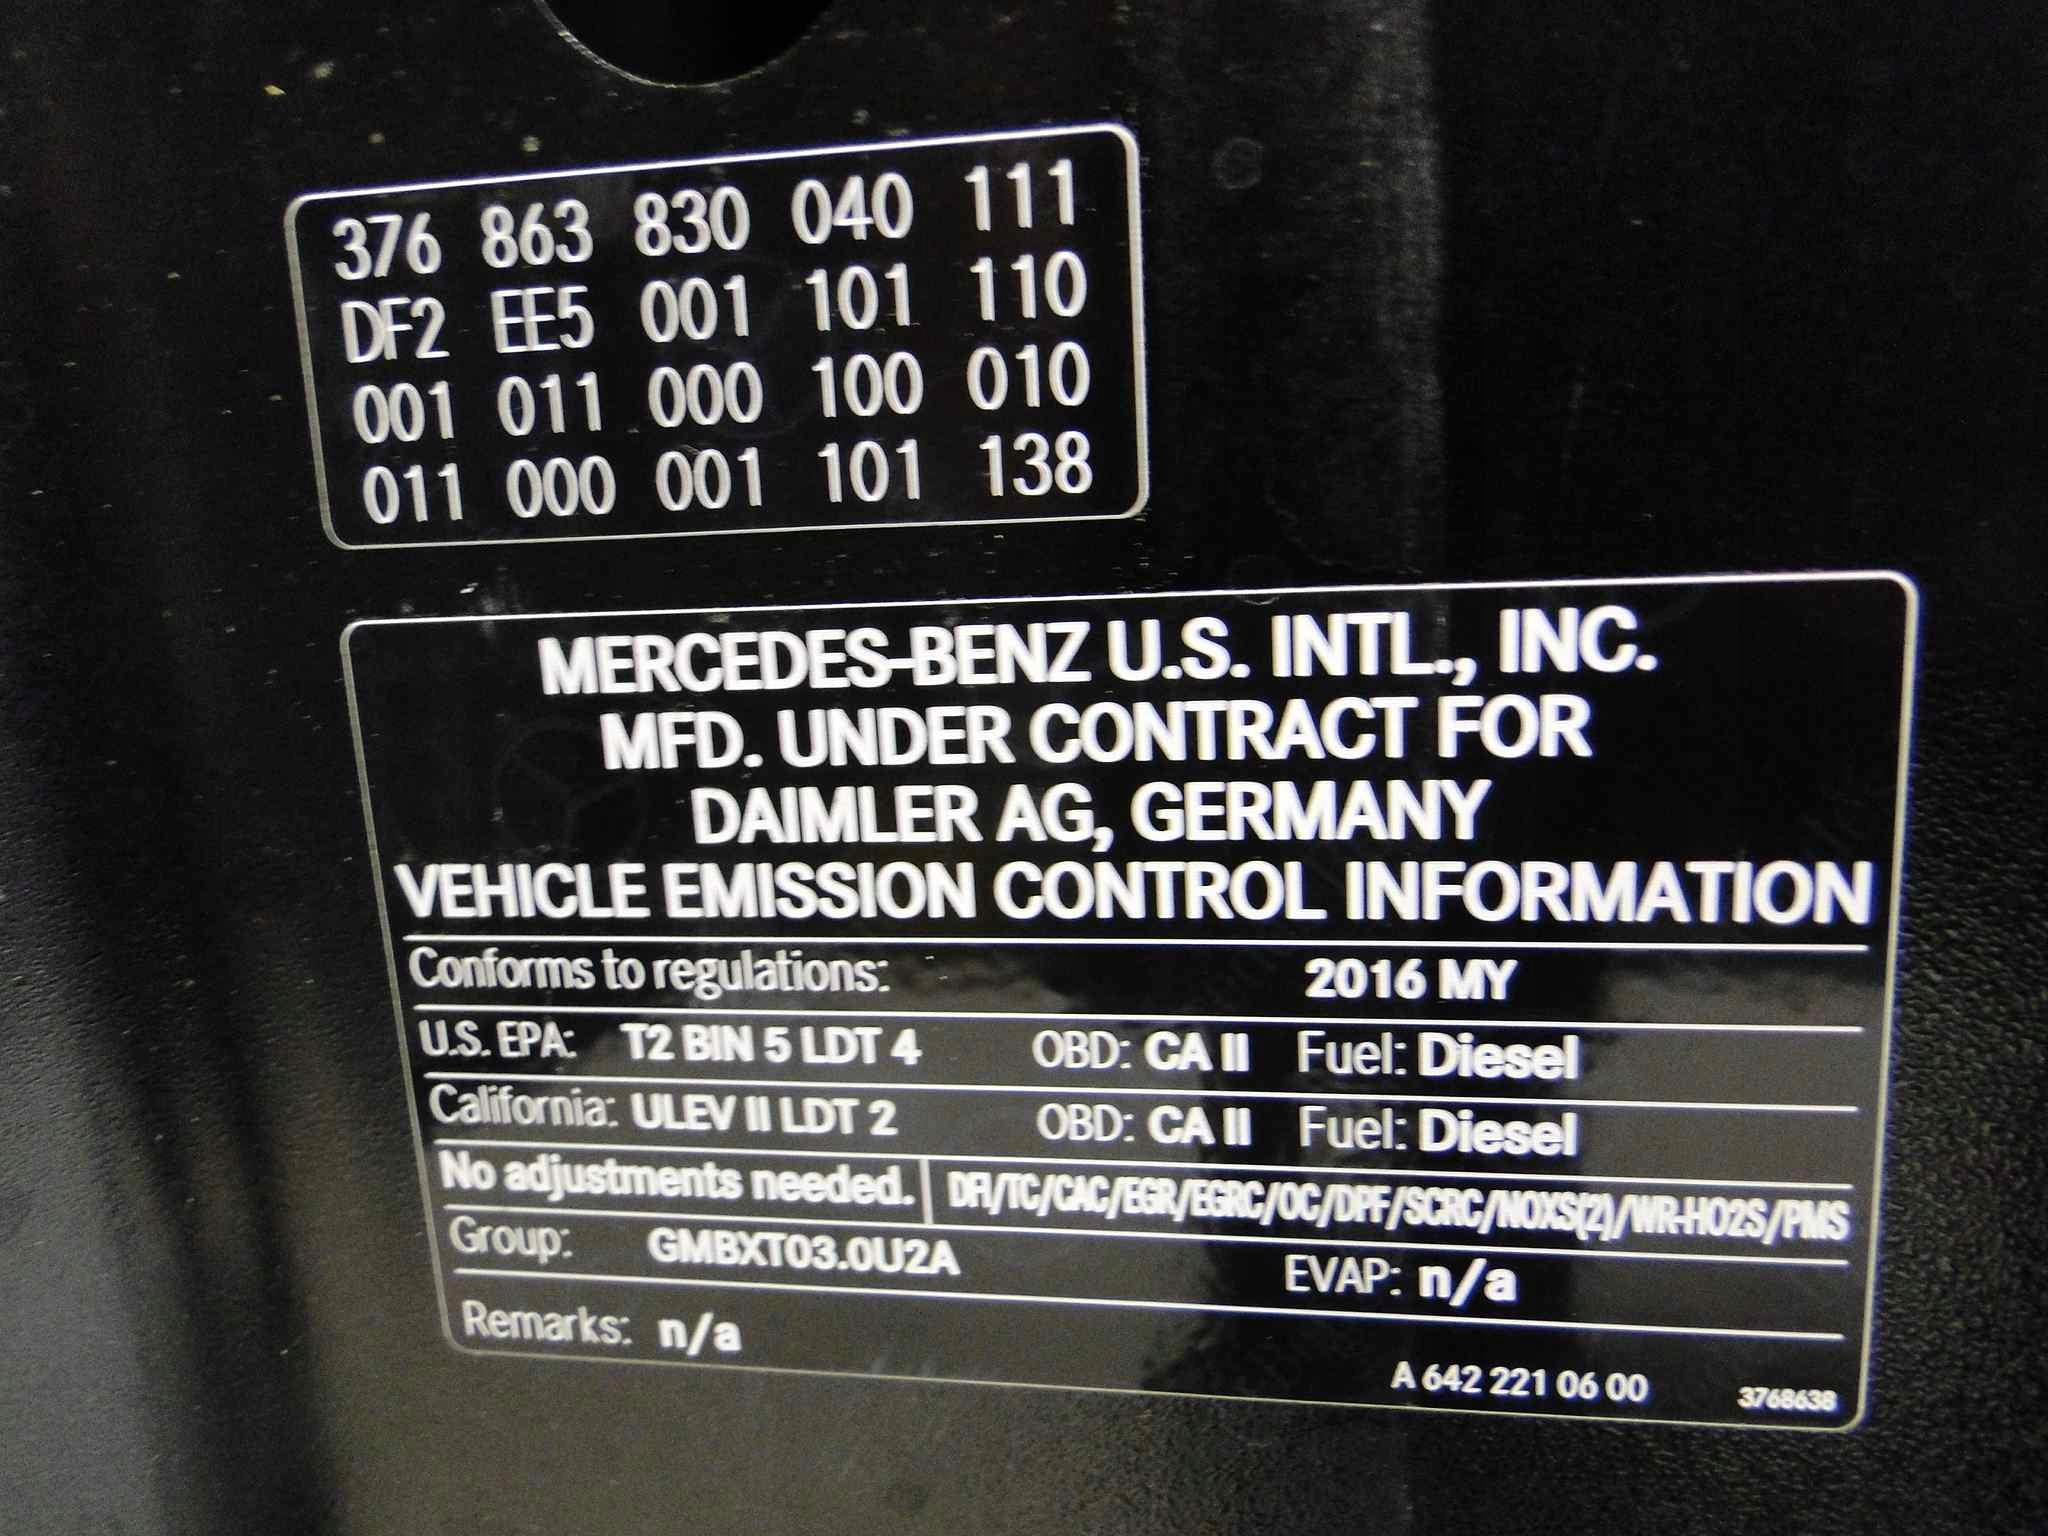 376 863 830 040 111
DF2 EE5 001 101 110
001 011 000 100 010
011 000 001 101 138
MERCEDES-BENZ U.S. INTL., INC.
MFD. UNDER CONTRACT FOR
DAIMLER AG, GERMANY
VEHICLE EMISSION CONTROL INFORMATION
Conforms to regulations: 2016 MY
U.S. EPA: T2 BIN 5 LDT 4 OBD: CA II Fuel: Diesel
California: ULEV II LDT 2 OBD: CA II Fuel: Diesel
No adjustments needed. DFI/TC/CAC/EGR/EGRC/OC/DPF/SCRC/NOXS(2)/WR-HO2S/PMS
Group: GMBXT03.0U2A EVAP: n/a
Remarks: n/a
A 642 221 06 00 3768638